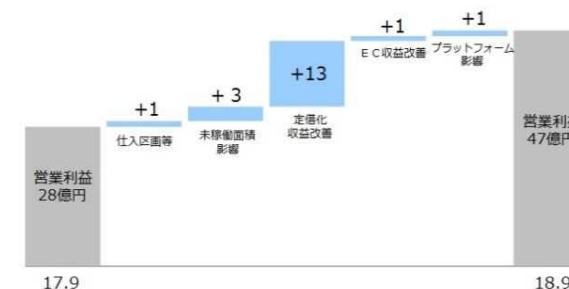 +1
仕入区画等
+ 3
未稼働面積
影響
+13
定借化
収益改善
+1
EC収益改善
+1
プラットフォーム
影響
営業利益
28億円
営業利
47億円
17.9
18.9